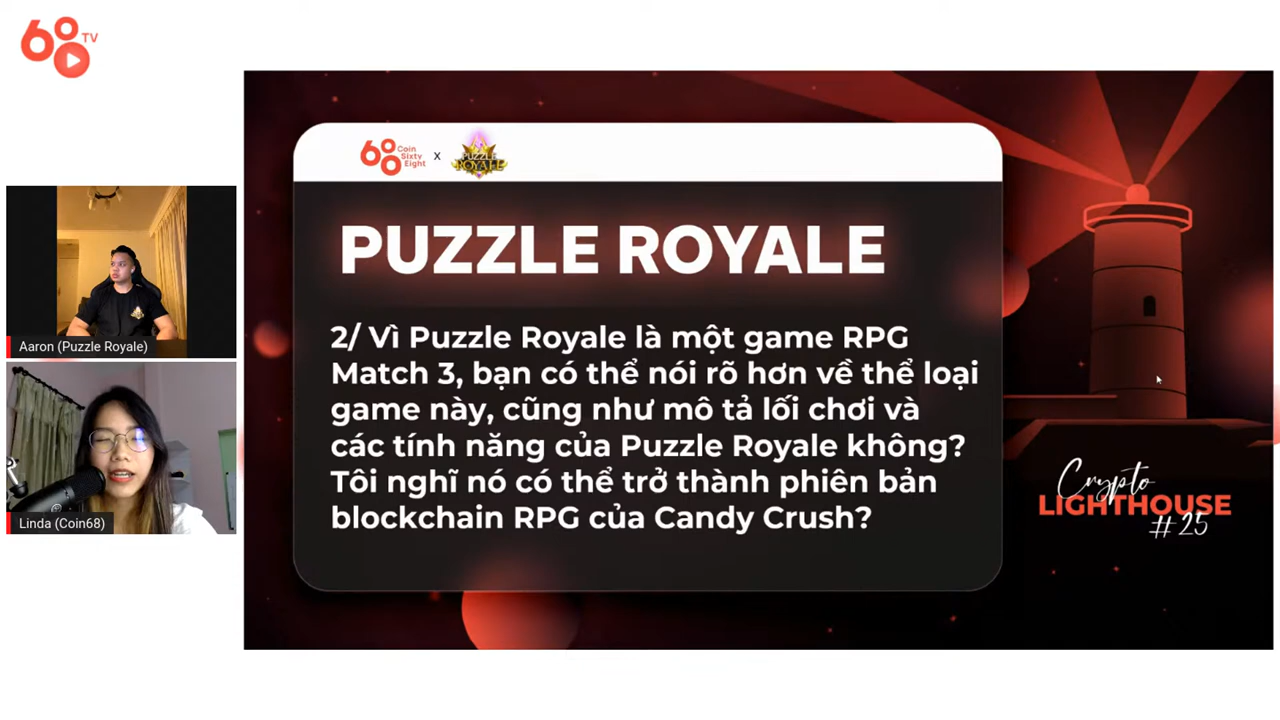 68 TV
Coin
Sixty
Eight
X
PUZZLE
ROYALE
PUZZLE ROYALE
2/ Vì Puzzle Royale là một game RPG
Match 3, bạn có thể nói rõ hơn về thể loại
game này, cũng như mô tả lối chơi và
các tính năng của Puzzle Royale không?
Tôi nghĩ nó có thể trở thành phiên bản
blockchain RPG của Candy Crush?
Aaron (Puzzle Royale)
Linda (Coin68)
Crypto
LIGHTHOUSE
#25